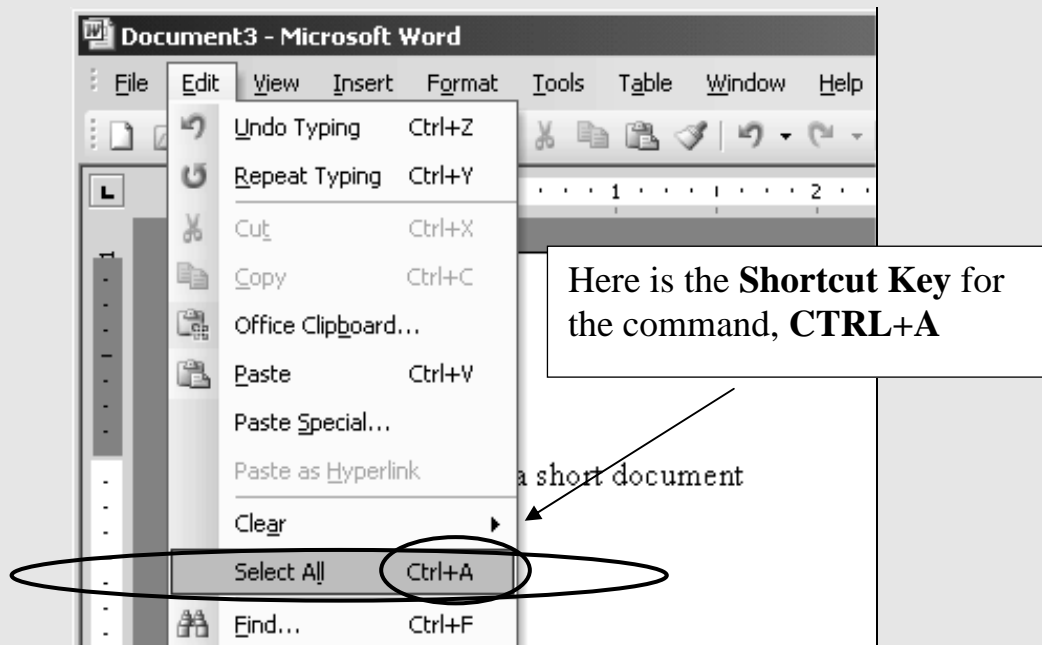 Document3 - Microsoft Word
File Edit View Insert Format Tools Table Window Help
Undo Typing Ctrl+Z
Repeat Typing Ctrl+Y
L
1 2
Cut Ctrl+X
1
Copy Ctrl+C
Here is the Shortcut Key for
the command, CTRL+A
Office Clipboard...
Paste Ctrl+V
Paste Special...
Paste as Hyperlink
a short document
Clear
Select All Ctrl+A
Find... Ctrl+F